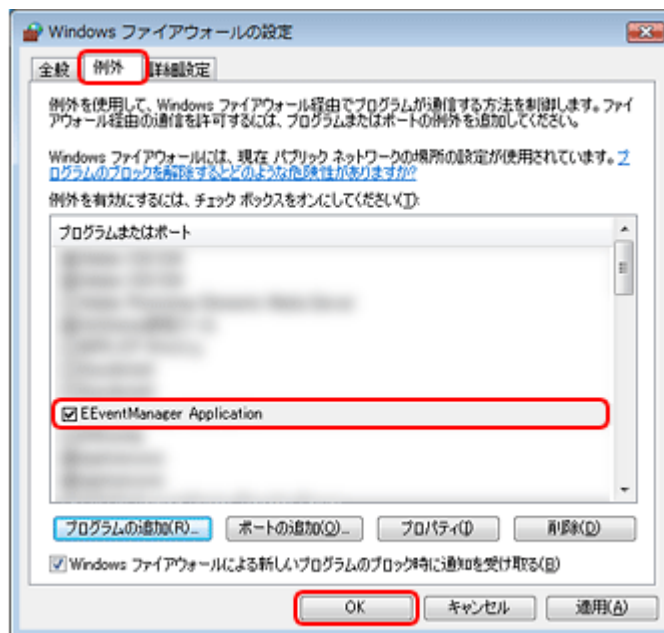 Windows ファイアウォールの設定
全般 例外 詳細設定
例外を使用して、Windows ファイアウォール経由でプログラムが通信する方法を制御します。ファイ
アウォール経由の通信を許可するには、プログラムまたはポートの例外を追加してください。
Windows ファイアウォールには、現在 パブリック ネットワークの場所の設定が使用されています。プ
ログラムのブロックを解除するとどのような危険性がありますか?
例外を有効にするには、チェック ボックスをオンにしてください(T):
プログラムまたはポート
EEventManager Application
プログラムの追加(R)... ポートの追加(O)... プロパティ(I) 削除(D)
Windows ファイアウォールによる新しいプログラムのブロック時に通知を受け取る(B)
OK キャンセル 適用(A)